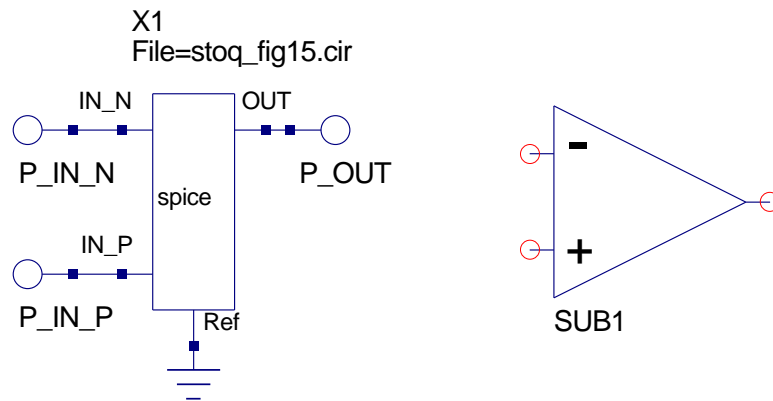 X1
File=stoq_fig15.cir
IN_N
OUT
P_IN_N
P_OUT
spice
IN_P
P_IN_P
Ref
-
+
SUB1